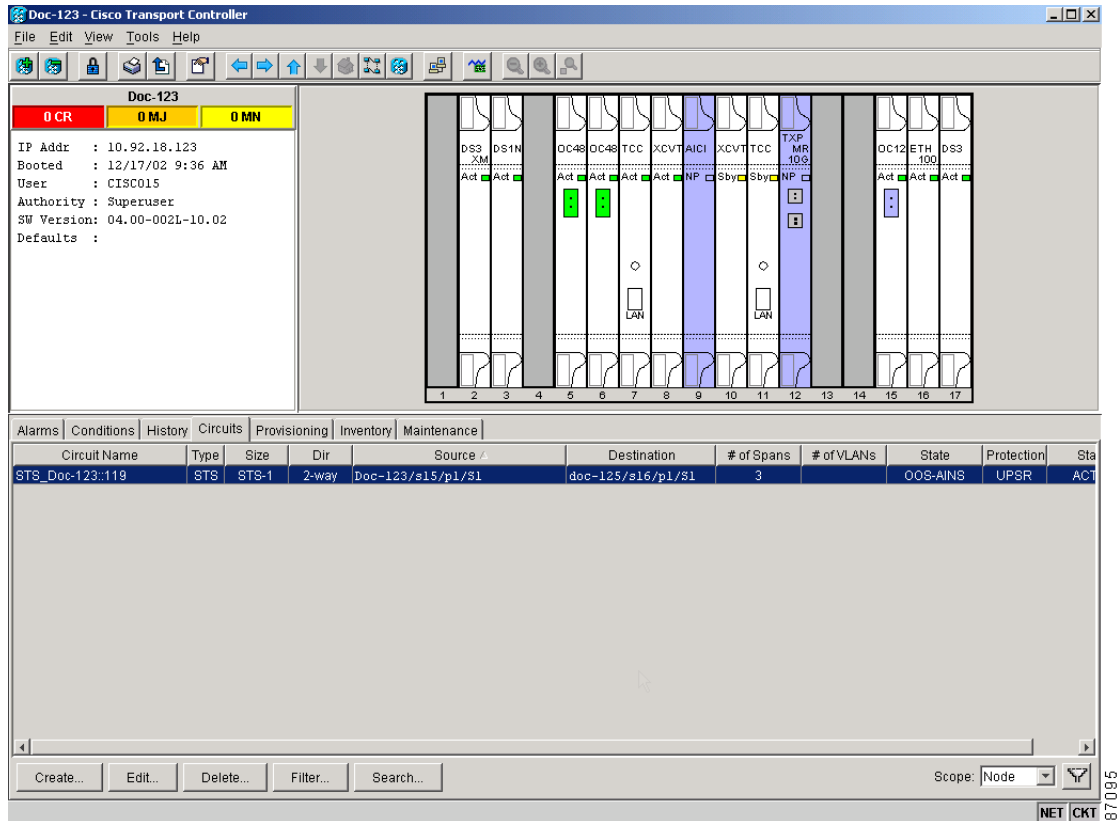 Doc-123 - Cisco Transport Controller
File Edit View Tools Help
Doc-123
0 CR 0 MJ 0 MN
IP Addr : 10.92.18.123
Booted : 12/17/02 9:36 AM
User : CISCO15
Authority : Superuser
SW Version: 04.00-002L-10.02
Defaults :
DS3 XM DS1N OC48 OC48 TCC XCVT AICI XCVT TCC TXP MR 10G OC12 ETH 100 DS3
Act Act Act Act Act Act NP Sby Sby NP Act Act Act
LAN LAN
1 2 3 4 5 6 7 8 9 10 11 12 13 14 15 16 17
Alarms Conditions History Circuits Provisioning Inventory Maintenance
Circuit Name Type Size Dir Source Destination # of Spans # of VLANs State Protection Sta
STS_Doc-123::119 STS STS-1 2-way Doc-123/s15/p1/S1 doc-125/s16/p1/S1 3 OOS-AINS UPSR ACT
Create... Edit... Delete... Filter... Search... Scope: Node
NET CKT
87095